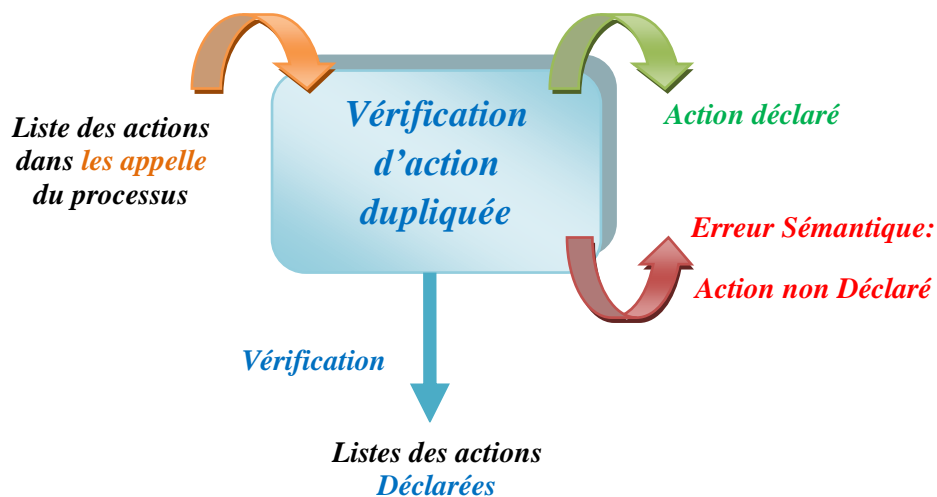 Liste des actions
dans les appelle
du processus
Vérification
d'action
dupliquée
Action déclaré
Erreur Sémantique:
Action non Déclaré
Vérification
Listes des actions
Déclarées